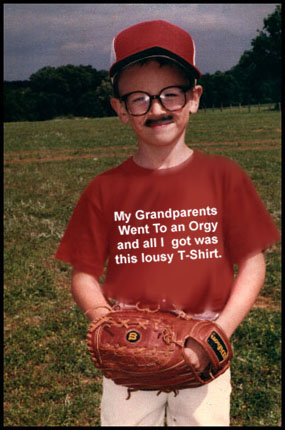 My Grandparents
Went To an Orgy
and all I got was
this lousy T-Shirt.